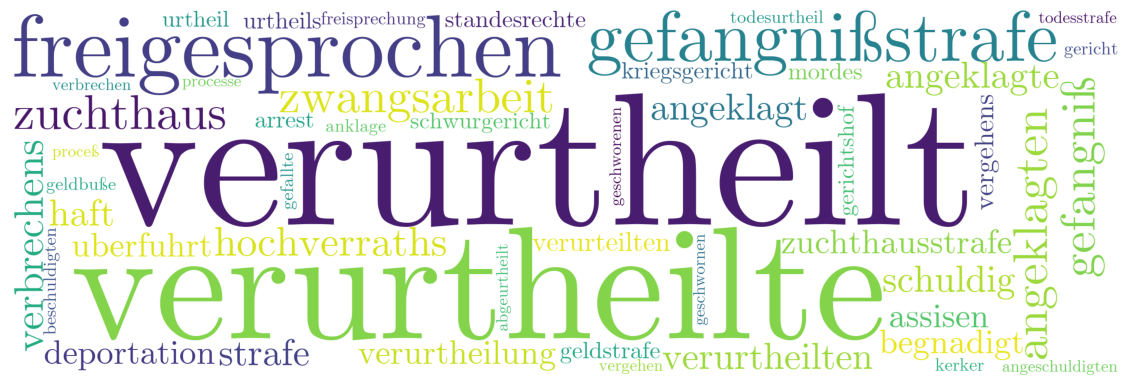 urtheil
urtheils
freisprechung
standesrechte
todesurtheil
todesstrafe
freigesprochen
gefangnißstrafe
gericht
verbrechen
processe
kriegsgericht
mordes
angeklagte
zuchthaus
zwangsarbeit
angeklagt
arrest
anklage
schwurgericht
verurtheilt
geschworenen
gerichtshof
vergehens
angeklagten
gefangniß
verbrechens
proceß
geldbuße
gefallte
haft
beschuldigten
uberfuhrt
hochverraths
verurteilten
zuchthausstrafe
verurtheilte
abgeurtheilt
geschwornen
schuldig
assisen
begnadigt
deportation
strafe
verurtheilung
geldstrafe
vergehen
verurtheilten
kerker
angeschuldigten